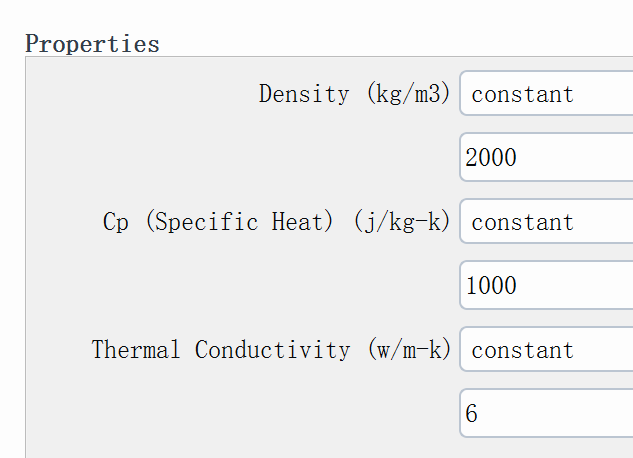 Properties
Density (kg/m3) constant
2000
Cp (Specific Heat) (j/kg-k) constant
1000
Thermal Conductivity (w/m-k) constant
6